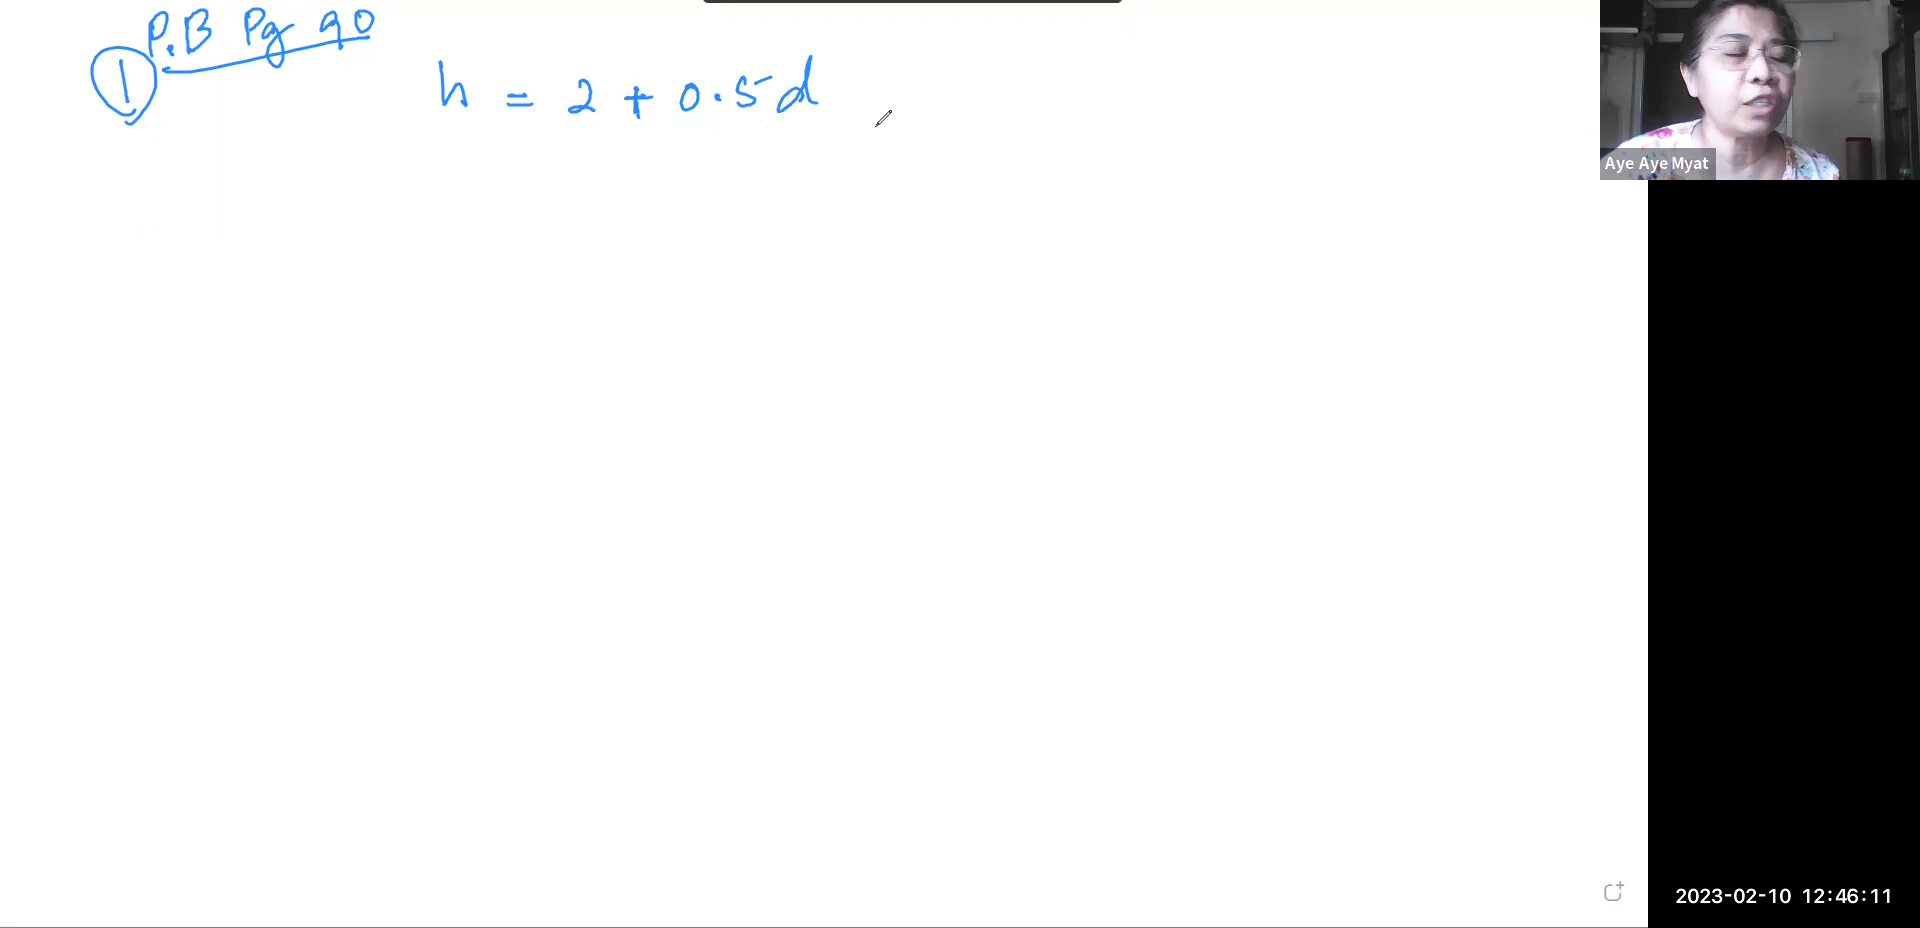 P.B Pg 90
① h = 2 + 0.5d
Aye Aye Myat
2023-02-10 12:46:11